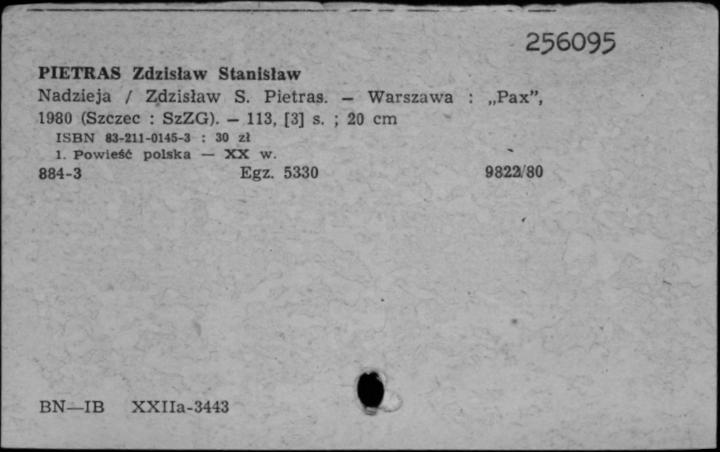 256095
PIETRAS Zdzisław Stanisław
Nadzieja / Zdzisław S. Pietras. — Warszawa : „Pax”,
1980 (Szczec : SzZG). — 113, [3] s. ; 20 cm
ISBN 83-211-0145-3 : 30 zł
1. Powieść polska — XX w.
884-3 Egz. 5330 9822/80
BN—IB XXIIa-3443